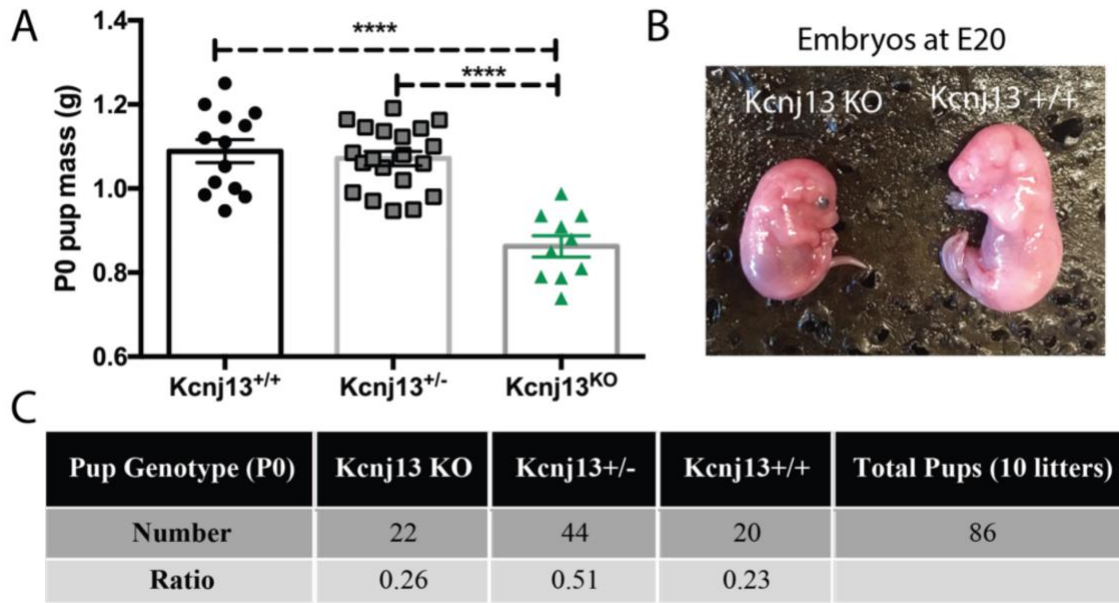 A
1.4
1.2
1.0
0.8
0.6
P0 pup mass (g)
****
****
Kcnj13+/+
Kcnj13+/-
Kcnj13KO
B
Embryos at E20
Kcnj13 KO
Kcnj13 +/+
C
Pup Genotype (P0) Kcnj13 KO Kcnj13+/- Kcnj13+/+ Total Pups (10 litters)
Number 22 44 20 86
Ratio 0.26 0.51 0.23